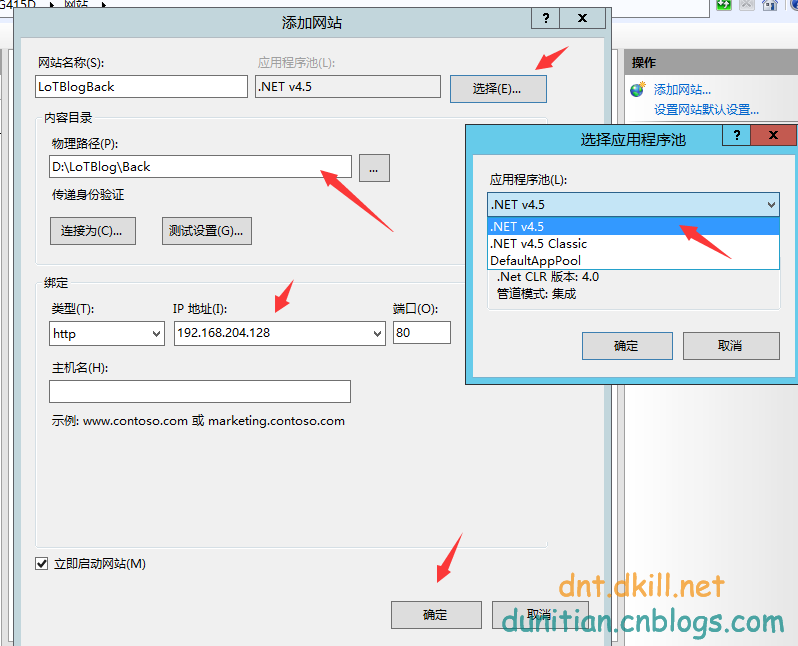 G415D ▸ 网站 ▸
添加网站
网站名称(S):
应用程序池(L):
LoTBlogBack
.NET v4.5
选择(E)...
内容目录
物理路径(P):
D:\LoTBlog\Back
...
传递身份验证
连接为(C)...
测试设置(G)...
绑定
类型(T):
IP 地址(I):
端口(O):
http
192.168.204.128
80
主机名(H):
示例: www.contoso.com 或 marketing.contoso.com
立即启动网站(M)
确定
取消
操作
添加网站...
设置网站默认设置...
选择应用程序池
应用程序池(L):
.NET v4.5
.NET v4.5
.NET v4.5 Classic
DefaultAppPool
.Net CLR 版本: 4.0
管道模式: 集成
确定
取消
dnt.dkill.net
dunitian.cnblogs.com